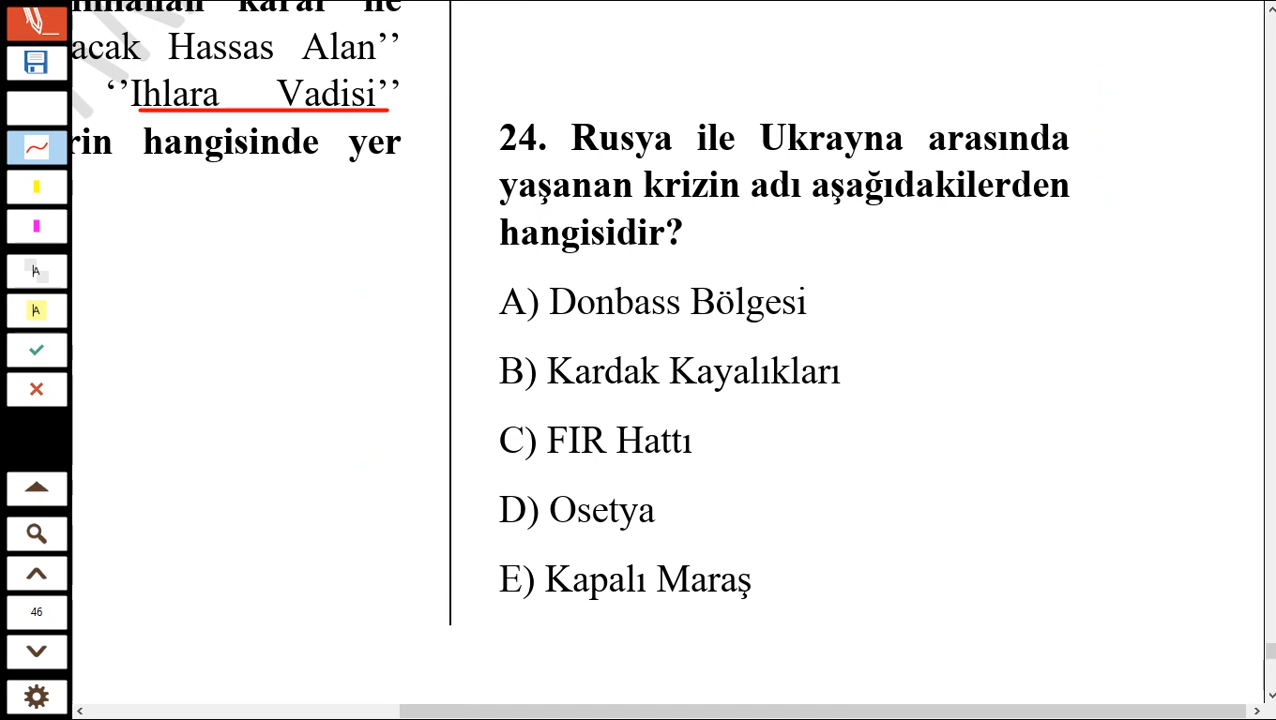 acak Hassas Alan’’
‘’Ihlara Vadisi’’
rin hangisinde yer
24. Rusya ile Ukrayna arasında
yaşanan krizin adı aşağıdakilerden
hangisidir?
A) Donbass Bölgesi
B) Kardak Kayalıkları
C) FIR Hattı
D) Osetya
E) Kapalı Maraş
46